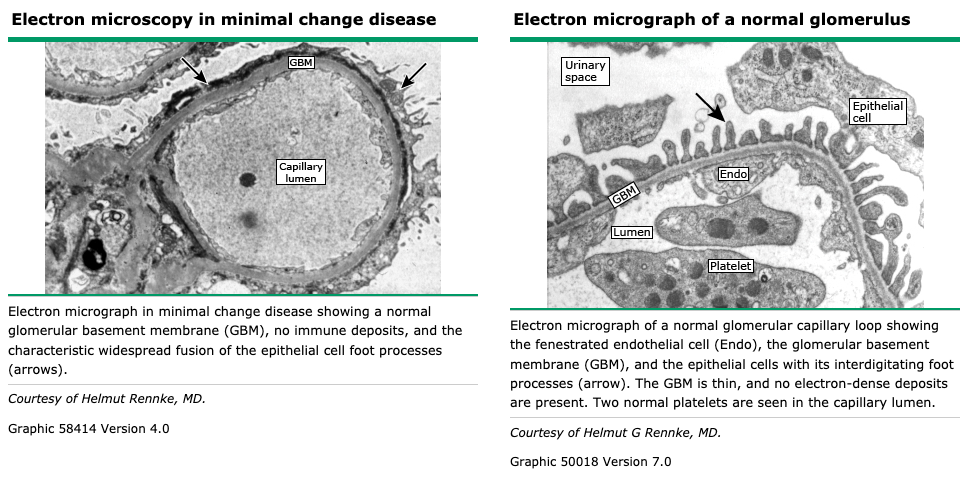 Electron microscopy in minimal change disease
GBM
Capillary
lumen
Electron micrograph in minimal change disease showing a normal
glomerular basement membrane (GBM), no immune deposits, and the
characteristic widespread fusion of the epithelial cell foot processes
(arrows).
Courtesy of Helmut Rennke, MD.
Graphic 58414 Version 4.0
Electron micrograph of a normal glomerulus
Urinary
space
Epithelial
cell
Endo
GBM
Lumen
Platelet
Electron micrograph of a normal glomerular capillary loop showing
the fenestrated endothelial cell (Endo), the glomerular basement
membrane (GBM), and the epithelial cells with its interdigitating foot
processes (arrow). The GBM is thin, and no electron-dense deposits
are present. Two normal platelets are seen in the capillary lumen.
Courtesy of Helmut G Rennke, MD.
Graphic 50018 Version 7.0